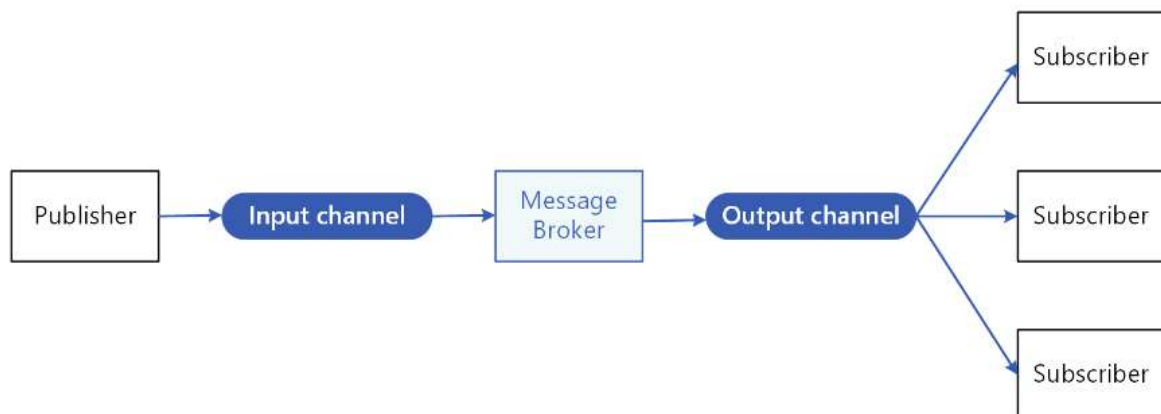 Subscriber
Publisher
Input channel
Message
Broker
Output channel
Subscriber
Subscriber